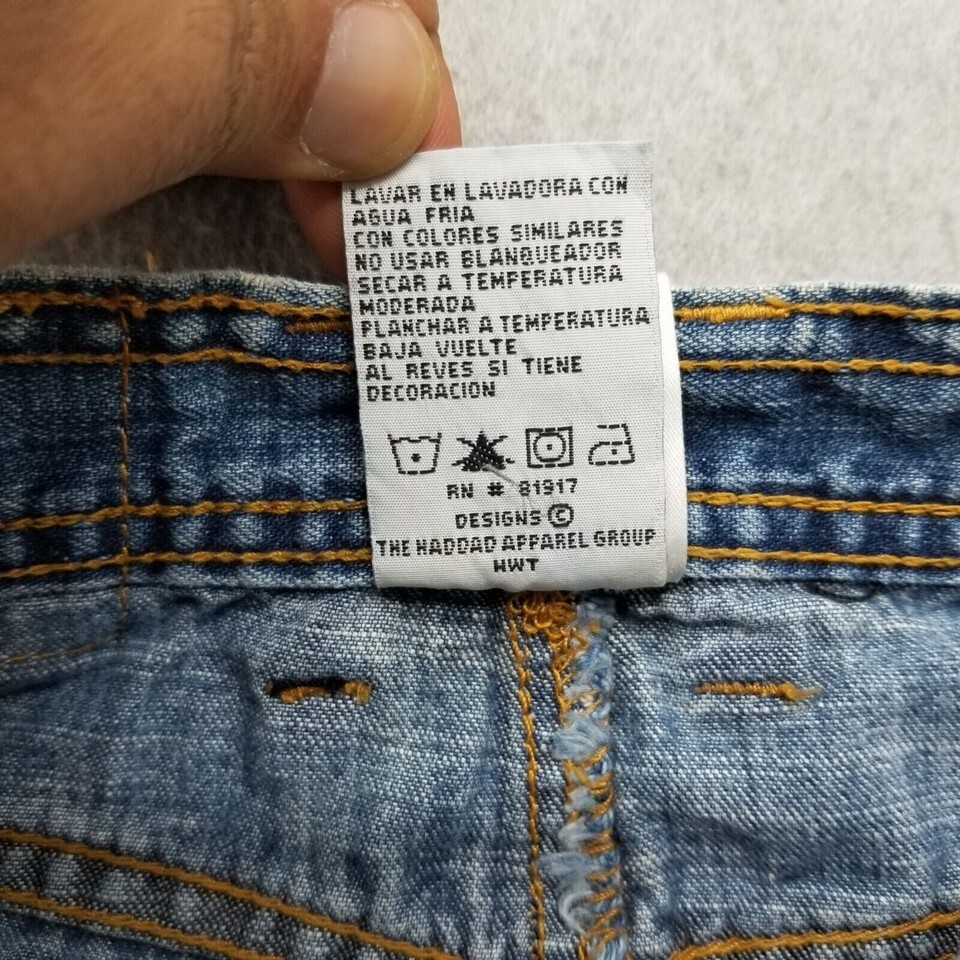 LAVAR EN LAVADORA CON
AGUA FRIA
CON COLORES SIMILARES
NO USAR BLANQUEADOR
SECAR A TEMPERATURA
MODERADA
PLANCHAR A TEMPERATURA
BAJA VUELTE
AL REVES SI TIENE
DECORACION
RN # 81917
DESIGNS ©
THE HADDAD APPAREL GROUP
HWT